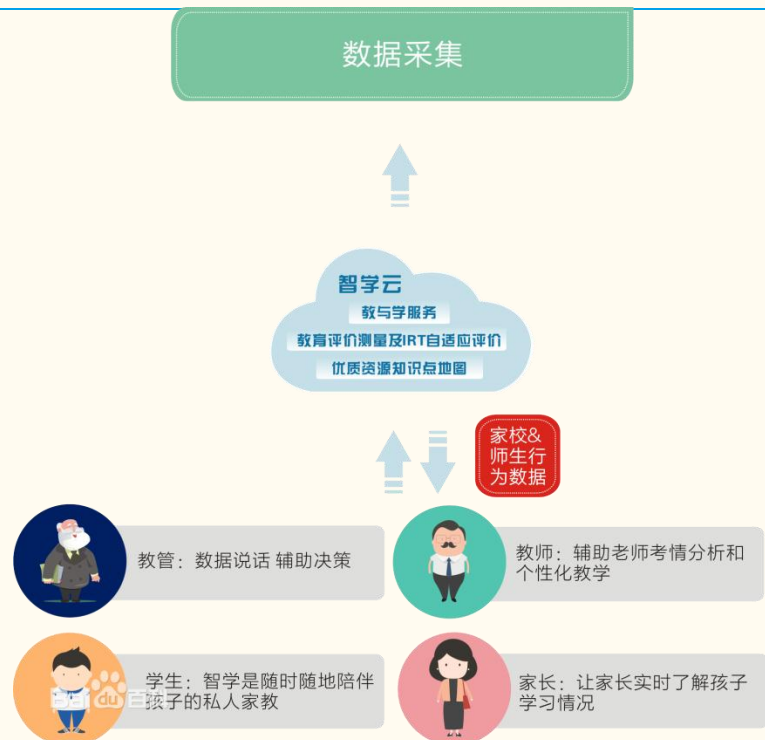 数据采集
智学云
教与学服务
教育评价测量及IRT自适应评价
优质资源知识点地图
家校&
师生行
为数据
教管：数据说话 辅助决策
教师：辅助老师考情分析和
个性化教学
学生：智学是随时随地陪伴
孩子的私人家教
Bai du 百科
家长：让家长实时了解孩子
学习情况